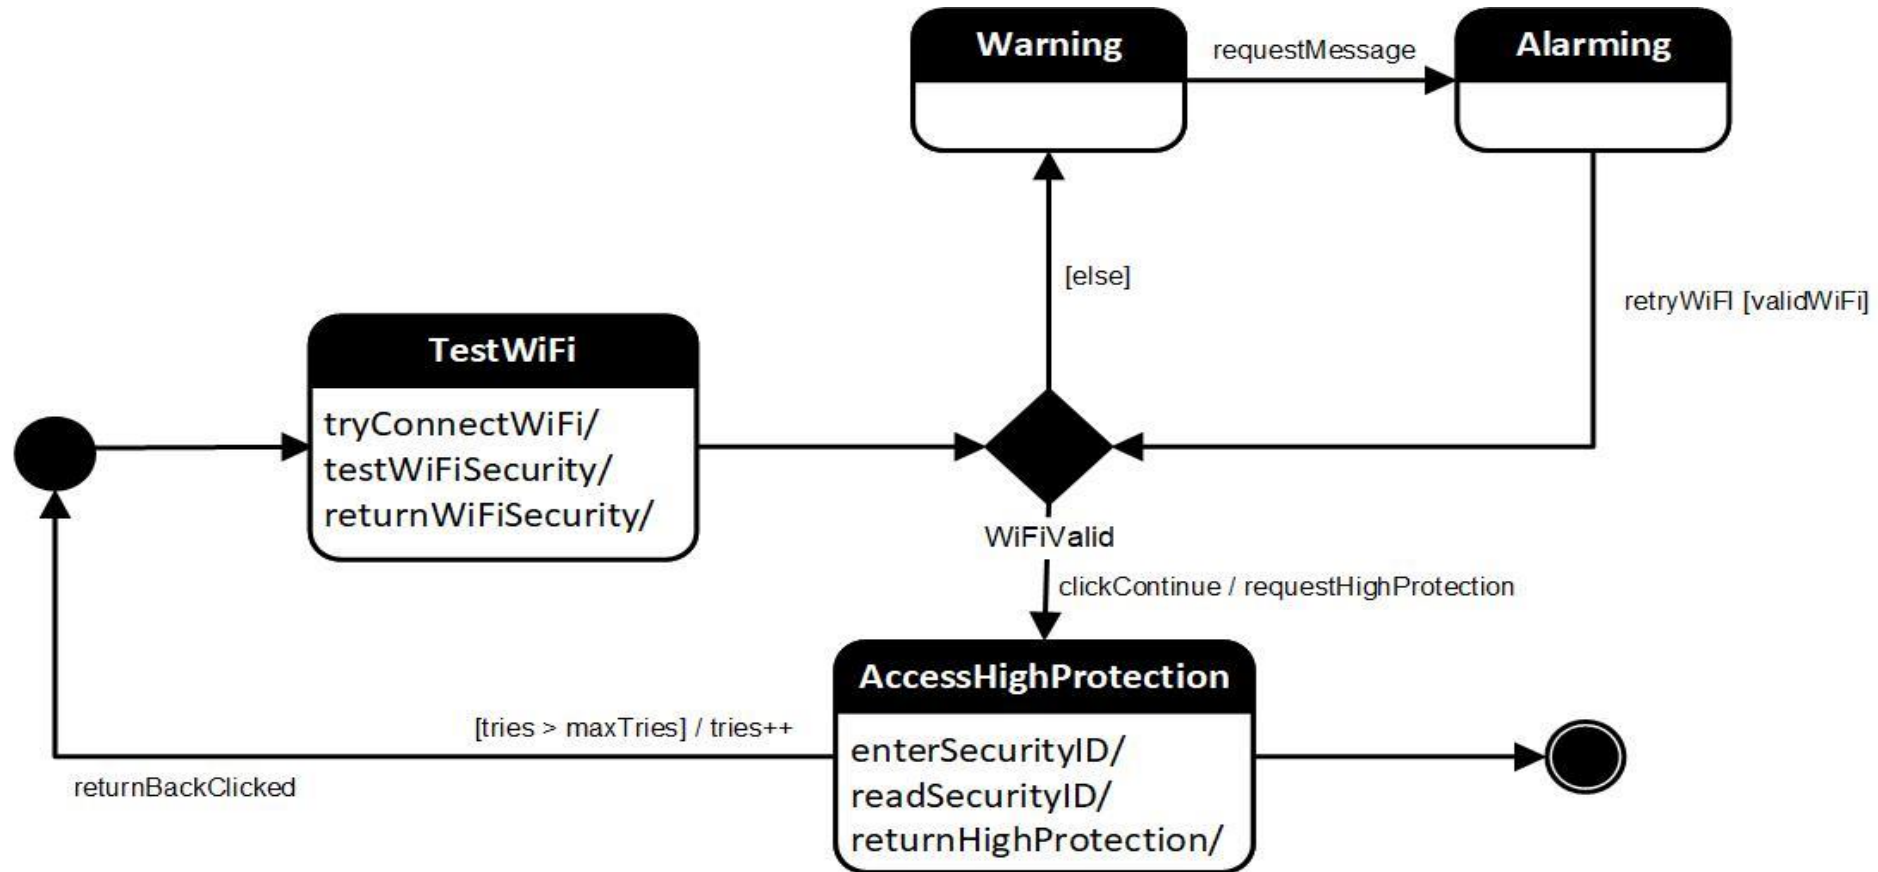 Warning
requestMessage
Alarming
[else]
retryWiFI [validWiFi]
TestWiFi
tryConnectWiFi/
testWiFiSecurity/
returnWiFiSecurity/
WiFiValid
clickContinue / requestHighProtection
AccessHighProtection
enterSecurityID/
readSecurityID/
returnHighProtection/
[tries > maxTries] / tries++
returnBackClicked